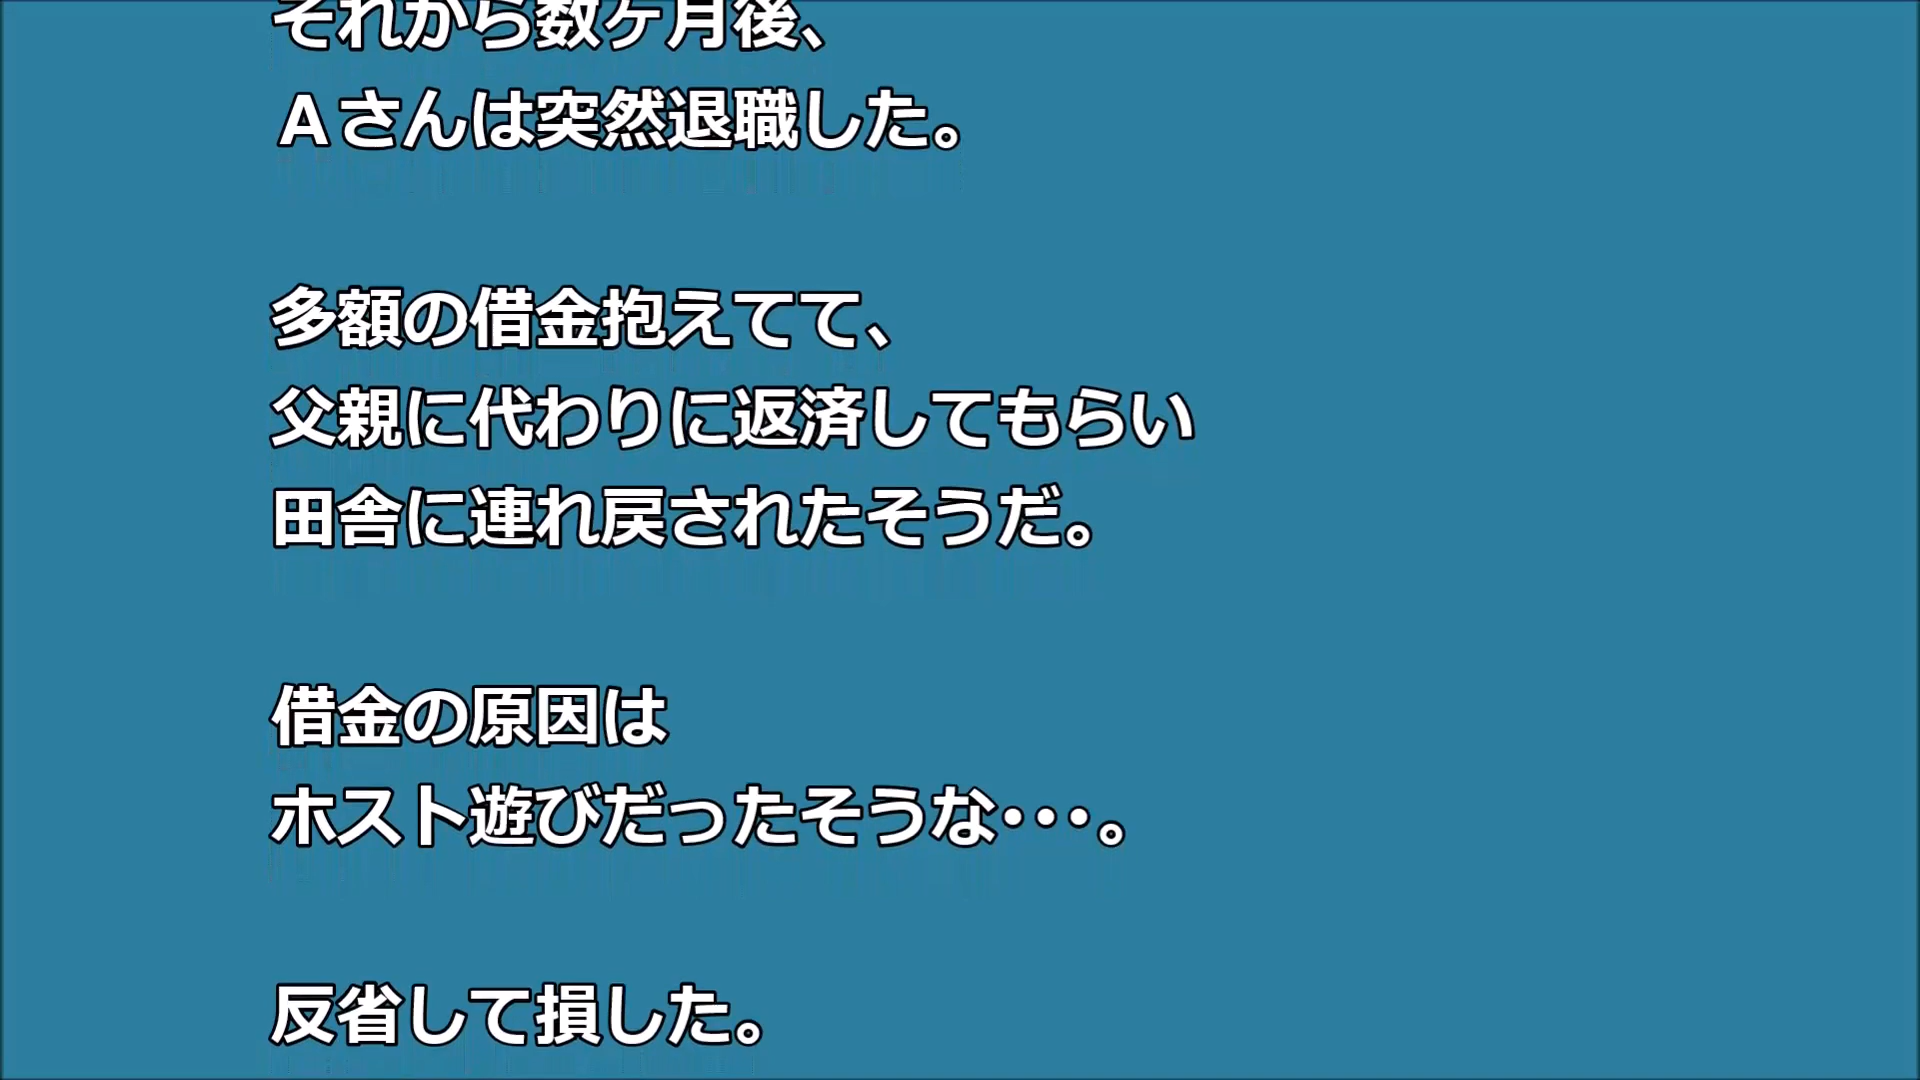 それから数ヶ月後、
Ａさんは突然退職した。
多額の借金抱えてて、
父親に代わりに返済してもらい
田舎に連れ戻されたそうだ。
借金の原因は
ホスト遊びだったそうな･･･。
反省して損した。